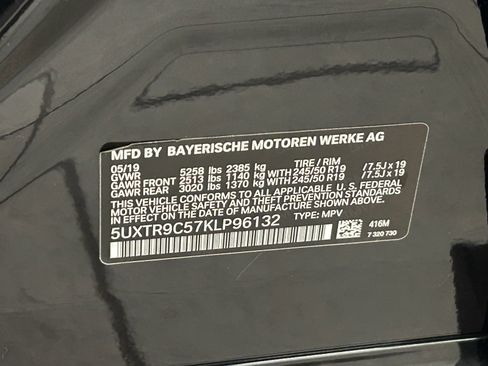 MFD BY BAYERISCHE MOTOREN WERKE AG
05/19 TIRE / RIM
GVWR 5258 lbs 2385 kg
GAWR FRONT 2513 lbs 1140 kg WITH 245/50 R19 /7.5J x 19
GAWR REAR 3020 lbs 1370 kg WITH 245/50 R19 /7.5J x 19
THIS VEHICLE CONFORMS TO ALL APPLICABLE U.S. FEDERAL
MOTOR VEHICLE SAFETY AND BUMPER STANDARDS
IN EFFECT ON THE DATE OF MANUFACTURE SHOWN ABOVE.
5UXTR9C57KLP96132 TYPE: MPV
416M
7 320 730